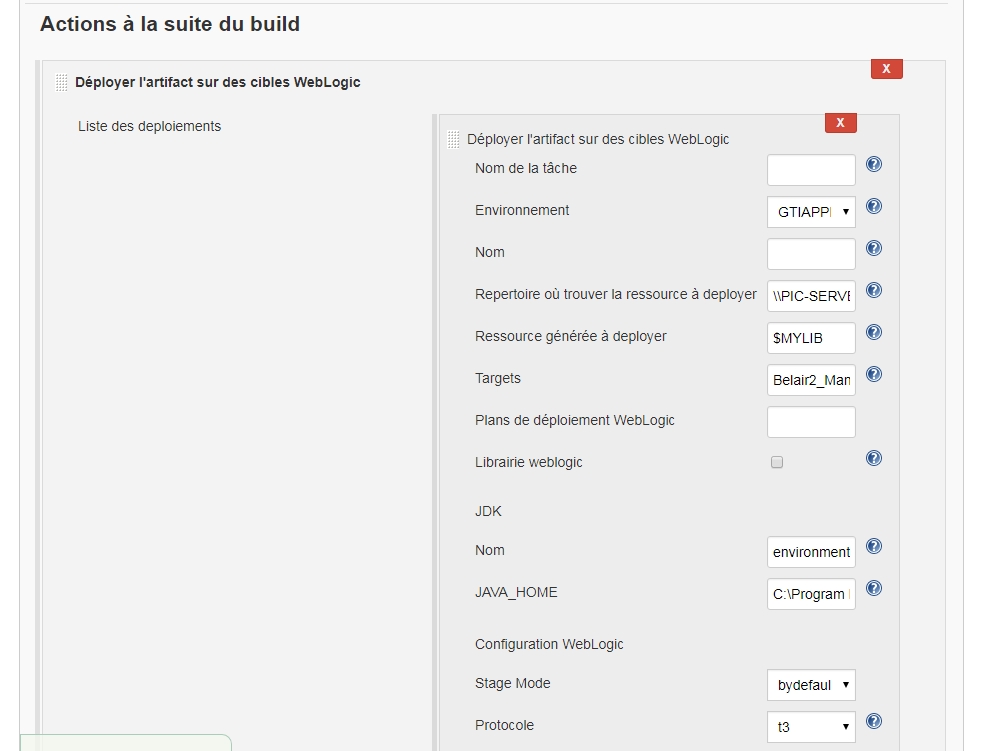 Actions à la suite du build
X
Déployer l'artifact sur des cibles WebLogic
Liste des deploiements
X
Déployer l'artifact sur des cibles WebLogic
Nom de la tâche
Environnement GTIAPP
Nom
Repertoire où trouver la ressource à deployer \\PIC-SERVE
Ressource générée à deployer $MYLIB
Targets Belair2_Man
Plans de déploiement WebLogic
Librairie weblogic
JDK
Nom environment
JAVA_HOME C:\Program
Configuration WebLogic
Stage Mode bydefaul
Protocole t3